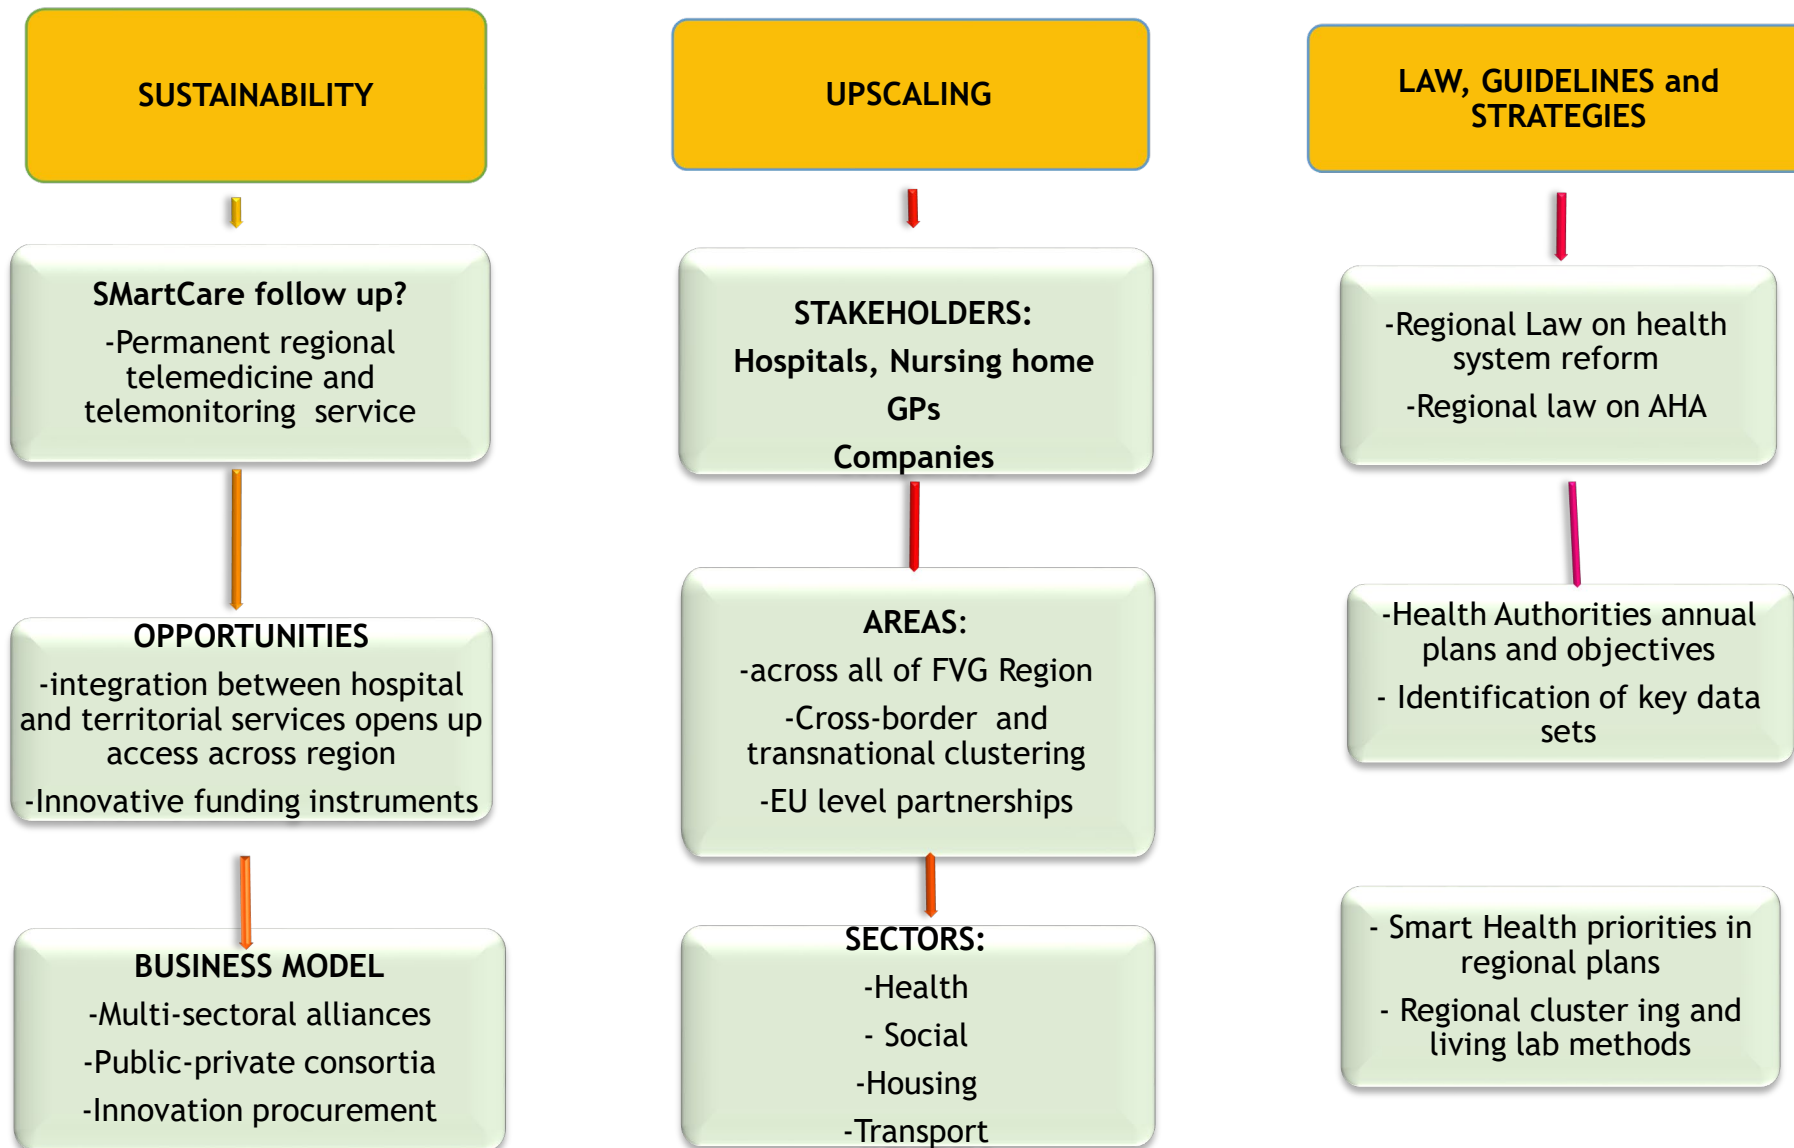 SUSTAINABILITY
SMartCare follow up?
-Permanent regional
telemedicine and
telemonitoring service
OPPORTUNITIES
-integration between hospital
and territorial services opens up
access across region
-Innovative funding instruments
BUSINESS MODEL
-Multi-sectoral alliances
-Public-private consortia
-Innovation procurement
UPSCALING
STAKEHOLDERS:
Hospitals, Nursing home
GPs
Companies
AREAS:
-across all of FVG Region
-Cross-border and
transnational clustering
-EU level partnerships
SECTORS:
-Health
- Social
-Housing
-Transport
LAW, GUIDELINES and
STRATEGIES
-Regional Law on health
system reform
-Regional law on AHA
-Health Authorities annual
plans and objectives
- Identification of key data
sets
- Smart Health priorities in
regional plans
- Regional cluster ing and
living lab methods